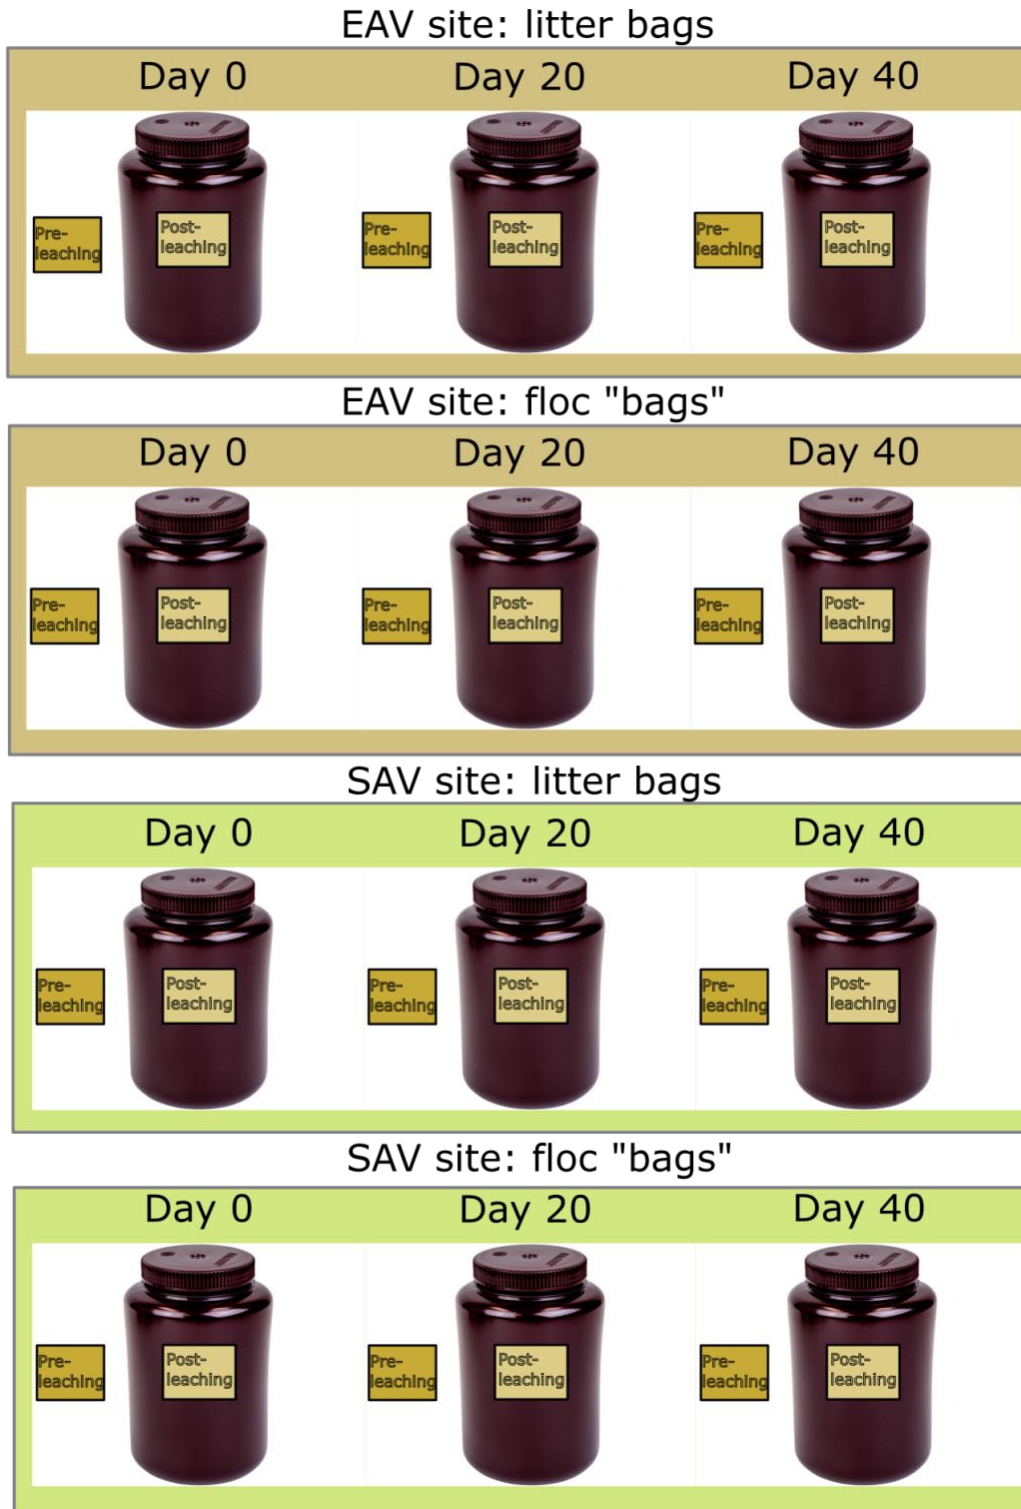 EAV site: litter bags
Day 0 Day 20 Day 40
Pre-
leaching
Post-
leaching
Pre-
leaching
Post-
leaching
Pre-
leaching
Post-
leaching
EAV site: floc "bags"
Day 0 Day 20 Day 40
Pre-
leaching
Post-
leaching
Pre-
leaching
Post-
leaching
Pre-
leaching
Post-
leaching
SAV site: litter bags
Day 0 Day 20 Day 40
Pre-
leaching
Post-
leaching
Pre-
leaching
Post-
leaching
Pre-
leaching
Post-
leaching
SAV site: floc "bags"
Day 0 Day 20 Day 40
Pre-
leaching
Post-
leaching
Pre-
leaching
Post-
leaching
Pre-
leaching
Post-
leaching